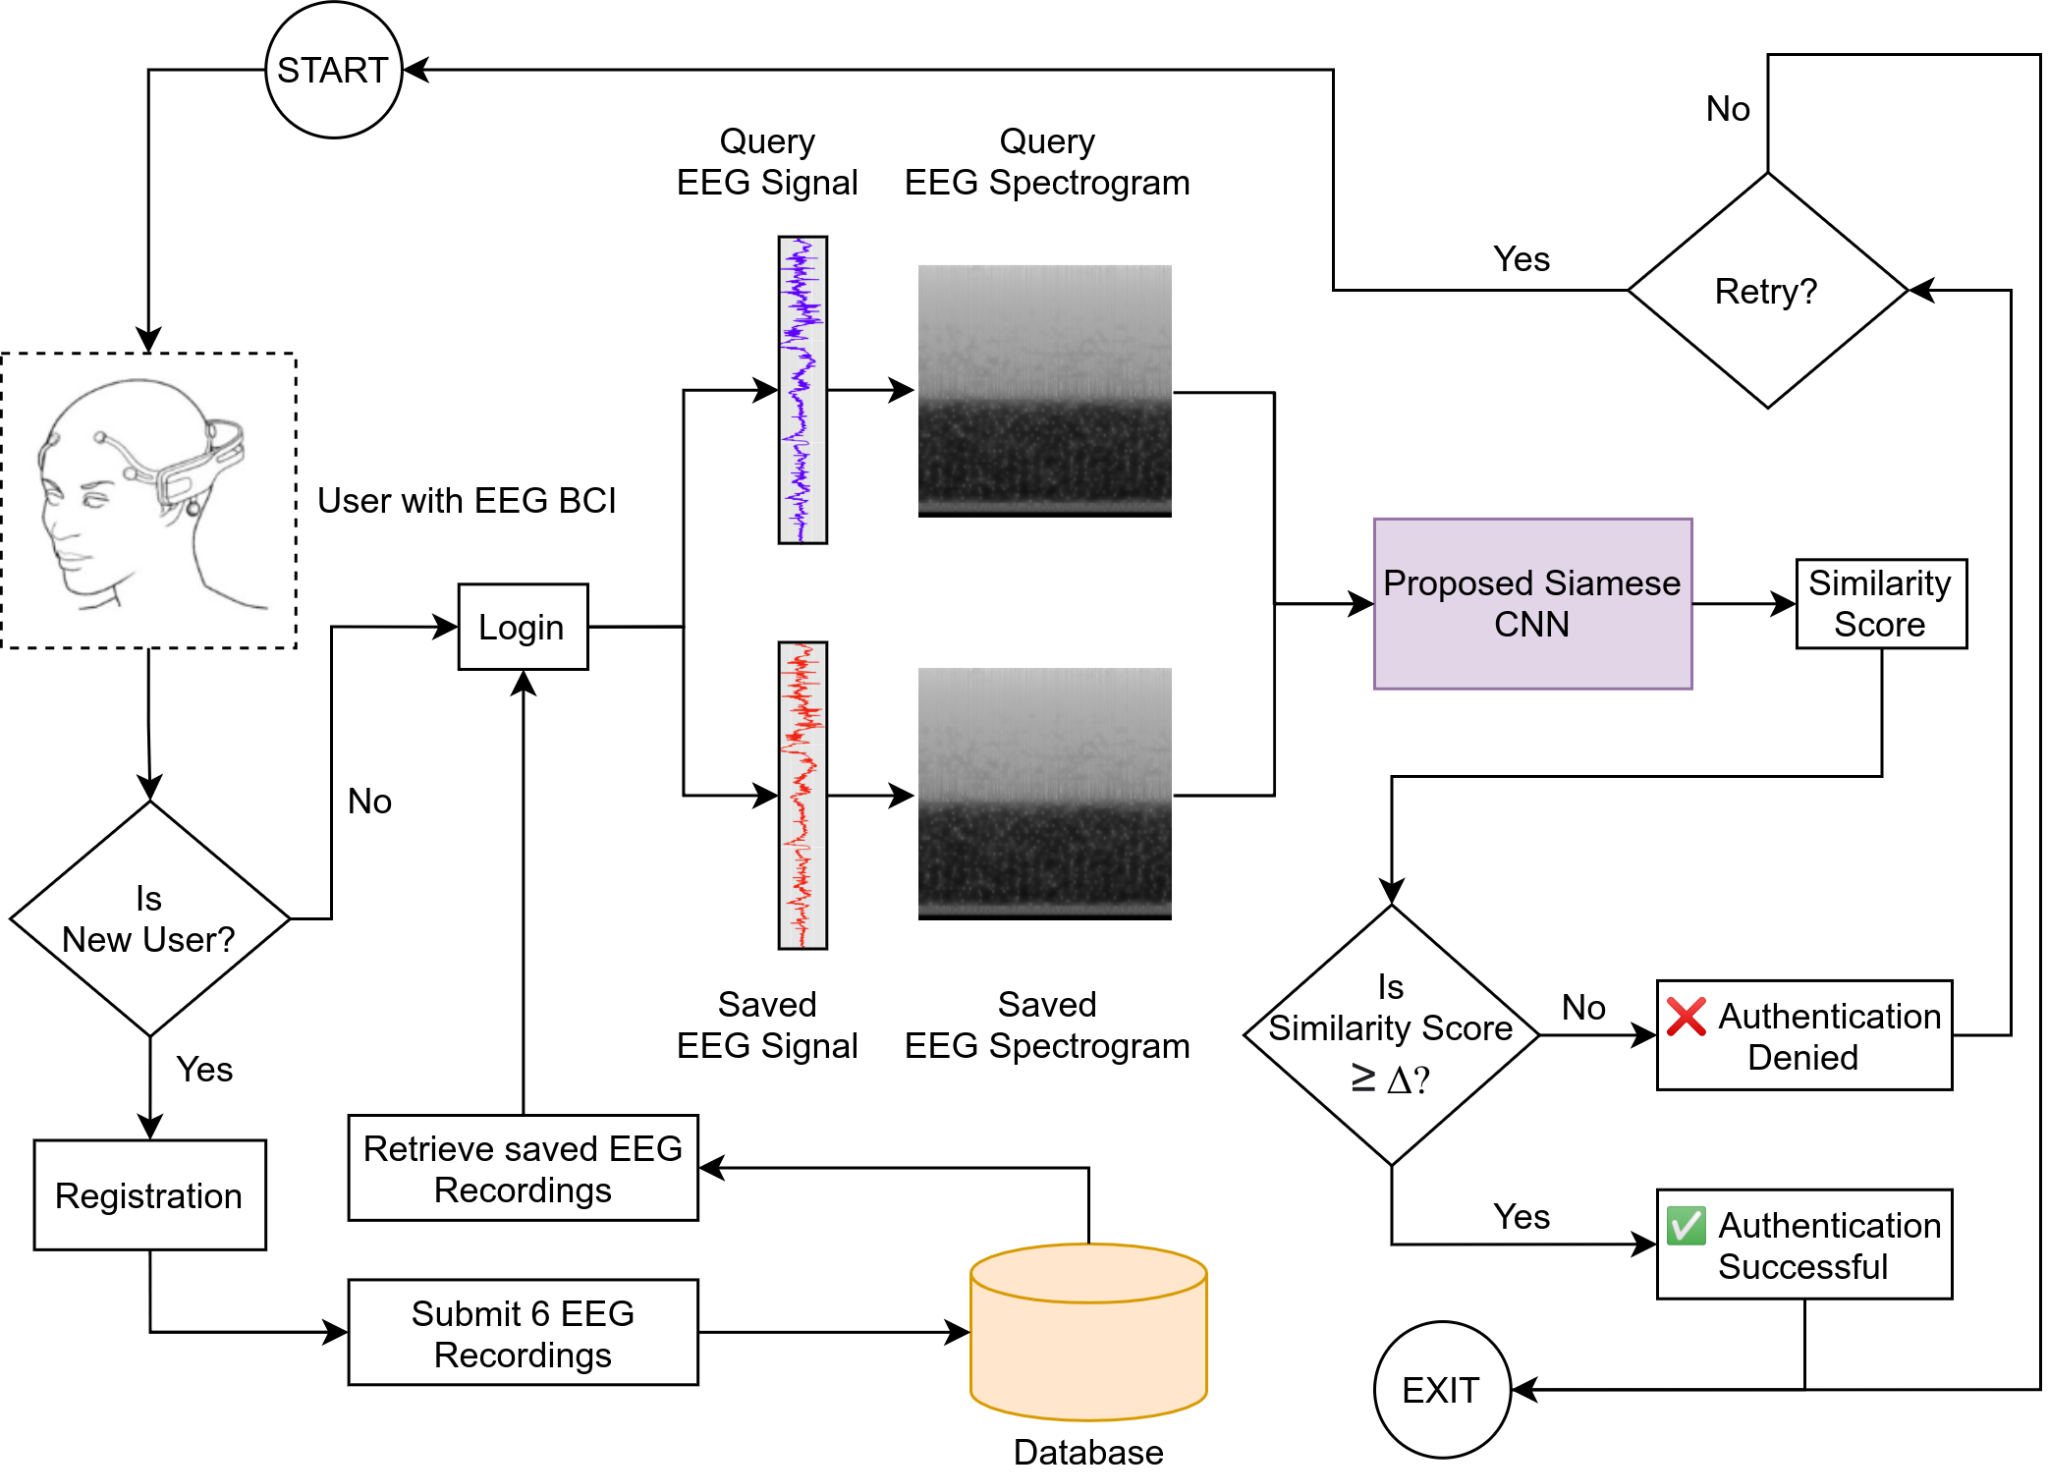 START
No
Query
EEG Signal
Query
EEG Spectrogram
Yes
Retry?
User with EEG BCI
Login
Proposed Siamese
CNN
Similarity
Score
No
Is
New User?
Saved
EEG Signal
Saved
EEG Spectrogram
Is
Similarity Score
≥ Δ?
No
❌ Authentication
Denied
Yes
Registration
Retrieve saved EEG
Recordings
Yes
✅ Authentication
Successful
Submit 6 EEG
Recordings
Database
EXIT